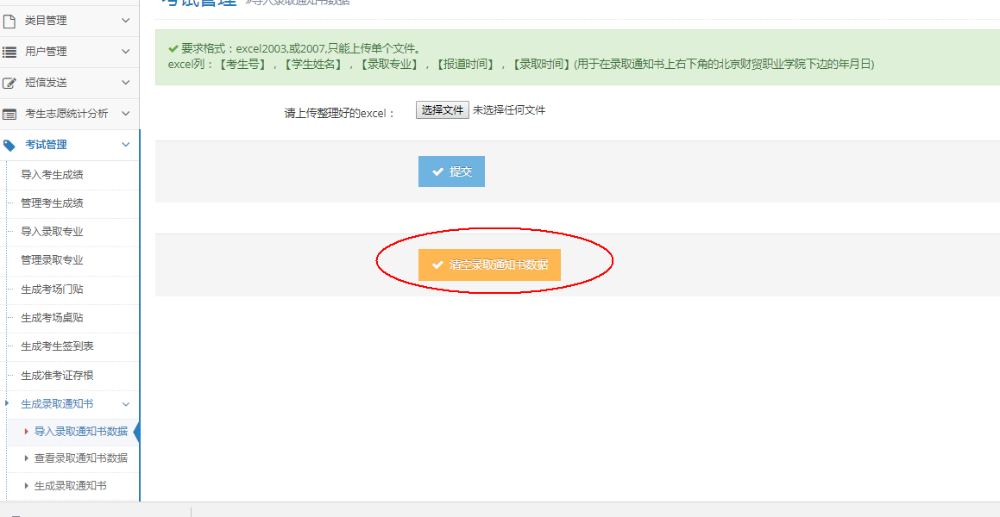 考试管理 »导入录取通知书数据
类目管理
用户管理
短信发送
考生志愿统计分析
考试管理
导入考生成绩
管理考生成绩
导入录取专业
管理录取专业
生成考场门贴
生成考场桌贴
生成考生签到表
生成准考证存根
生成录取通知书
导入录取通知书数据
查看录取通知书数据
生成录取通知书
要求格式：excel2003,或2007,只能上传单个文件。
excel列：【考生号】，【学生姓名】，【录取专业】，【报道时间】，【录取时间】(用于在录取通知书上右下角的北京财贸职业学院下边的年月日)
请上传整理好的excel： 选择文件 未选择任何文件
提交
清空录取通知书数据